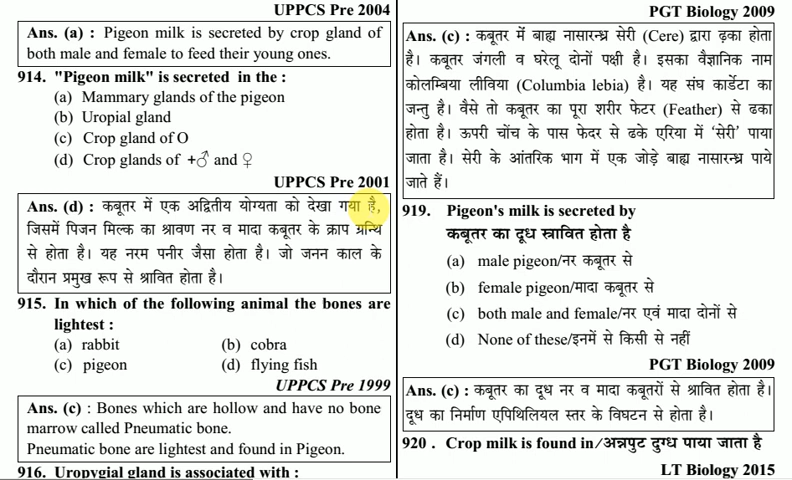 UPPCS Pre 2004
Ans. (a) : Pigeon milk is secreted by crop gland of
both male and female to feed their young ones.
914. "Pigeon milk" is secreted in the :
(a) Mammary glands of the pigeon
(b) Uropial gland
(c) Crop gland of O
(d) Crop glands of +♂ and ♀
UPPCS Pre 2001
Ans. (d) : कबूतर में एक अद्वितीय योग्यता को देखा गया है,
जिसमें पिजन मिल्क का श्रावण नर व मादा कबूतर के क्राप ग्रन्थि
से होता है। यह नरम पनीर जैसा होता है। जो जनन काल के
दौरान प्रमुख रूप से श्रावित होता है।
915. In which of the following animal the bones are
lightest :
(a) rabbit (b) cobra
(c) pigeon (d) flying fish
UPPCS Pre 1999
Ans. (c) : Bones which are hollow and have no bone
marrow called Pneumatic bone.
Pneumatic bone are lightest and found in Pigeon.
916. Uropygial gland is associated with :
PGT Biology 2009
Ans. (c) : कबूतर में बाह्य नासारन्ध्र सेरी (Cere) द्वारा ढ़का होता
है। कबूतर जंगली व घरेलू दोनों पक्षी है। इसका वैज्ञानिक नाम
कोलम्बिया लीविया (Columbia lebia) है। यह संघ कार्डेटा का
जन्तु है। वैसे तो कबूतर का पूरा शरीर फेटर (Feather) से ढका
होता है। ऊपरी चोंच के पास फेदर से ढके एरिया में ‘सेरी’ पाया
जाता है। सेरी के आंतरिक भाग में एक जोड़े बाह्य नासारन्ध्र पाये
जाते हैं।
919. Pigeon's milk is secreted by
कबूतर का दूध स्त्रावित होता है
(a) male pigeon/नर कबूतर से
(b) female pigeon/मादा कबूतर से
(c) both male and female/नर एवं मादा दोनों से
(d) None of these/इनमें से किसी से नहीं
PGT Biology 2009
Ans. (c) : कबूतर का दूध नर व मादा कबूतरों से श्रावित होता है।
दूध का निर्माण एपिथिलियल स्तर के विघटन से होता है।
920 . Crop milk is found in/अन्नपुट दुग्ध पाया जाता है
LT Biology 2015